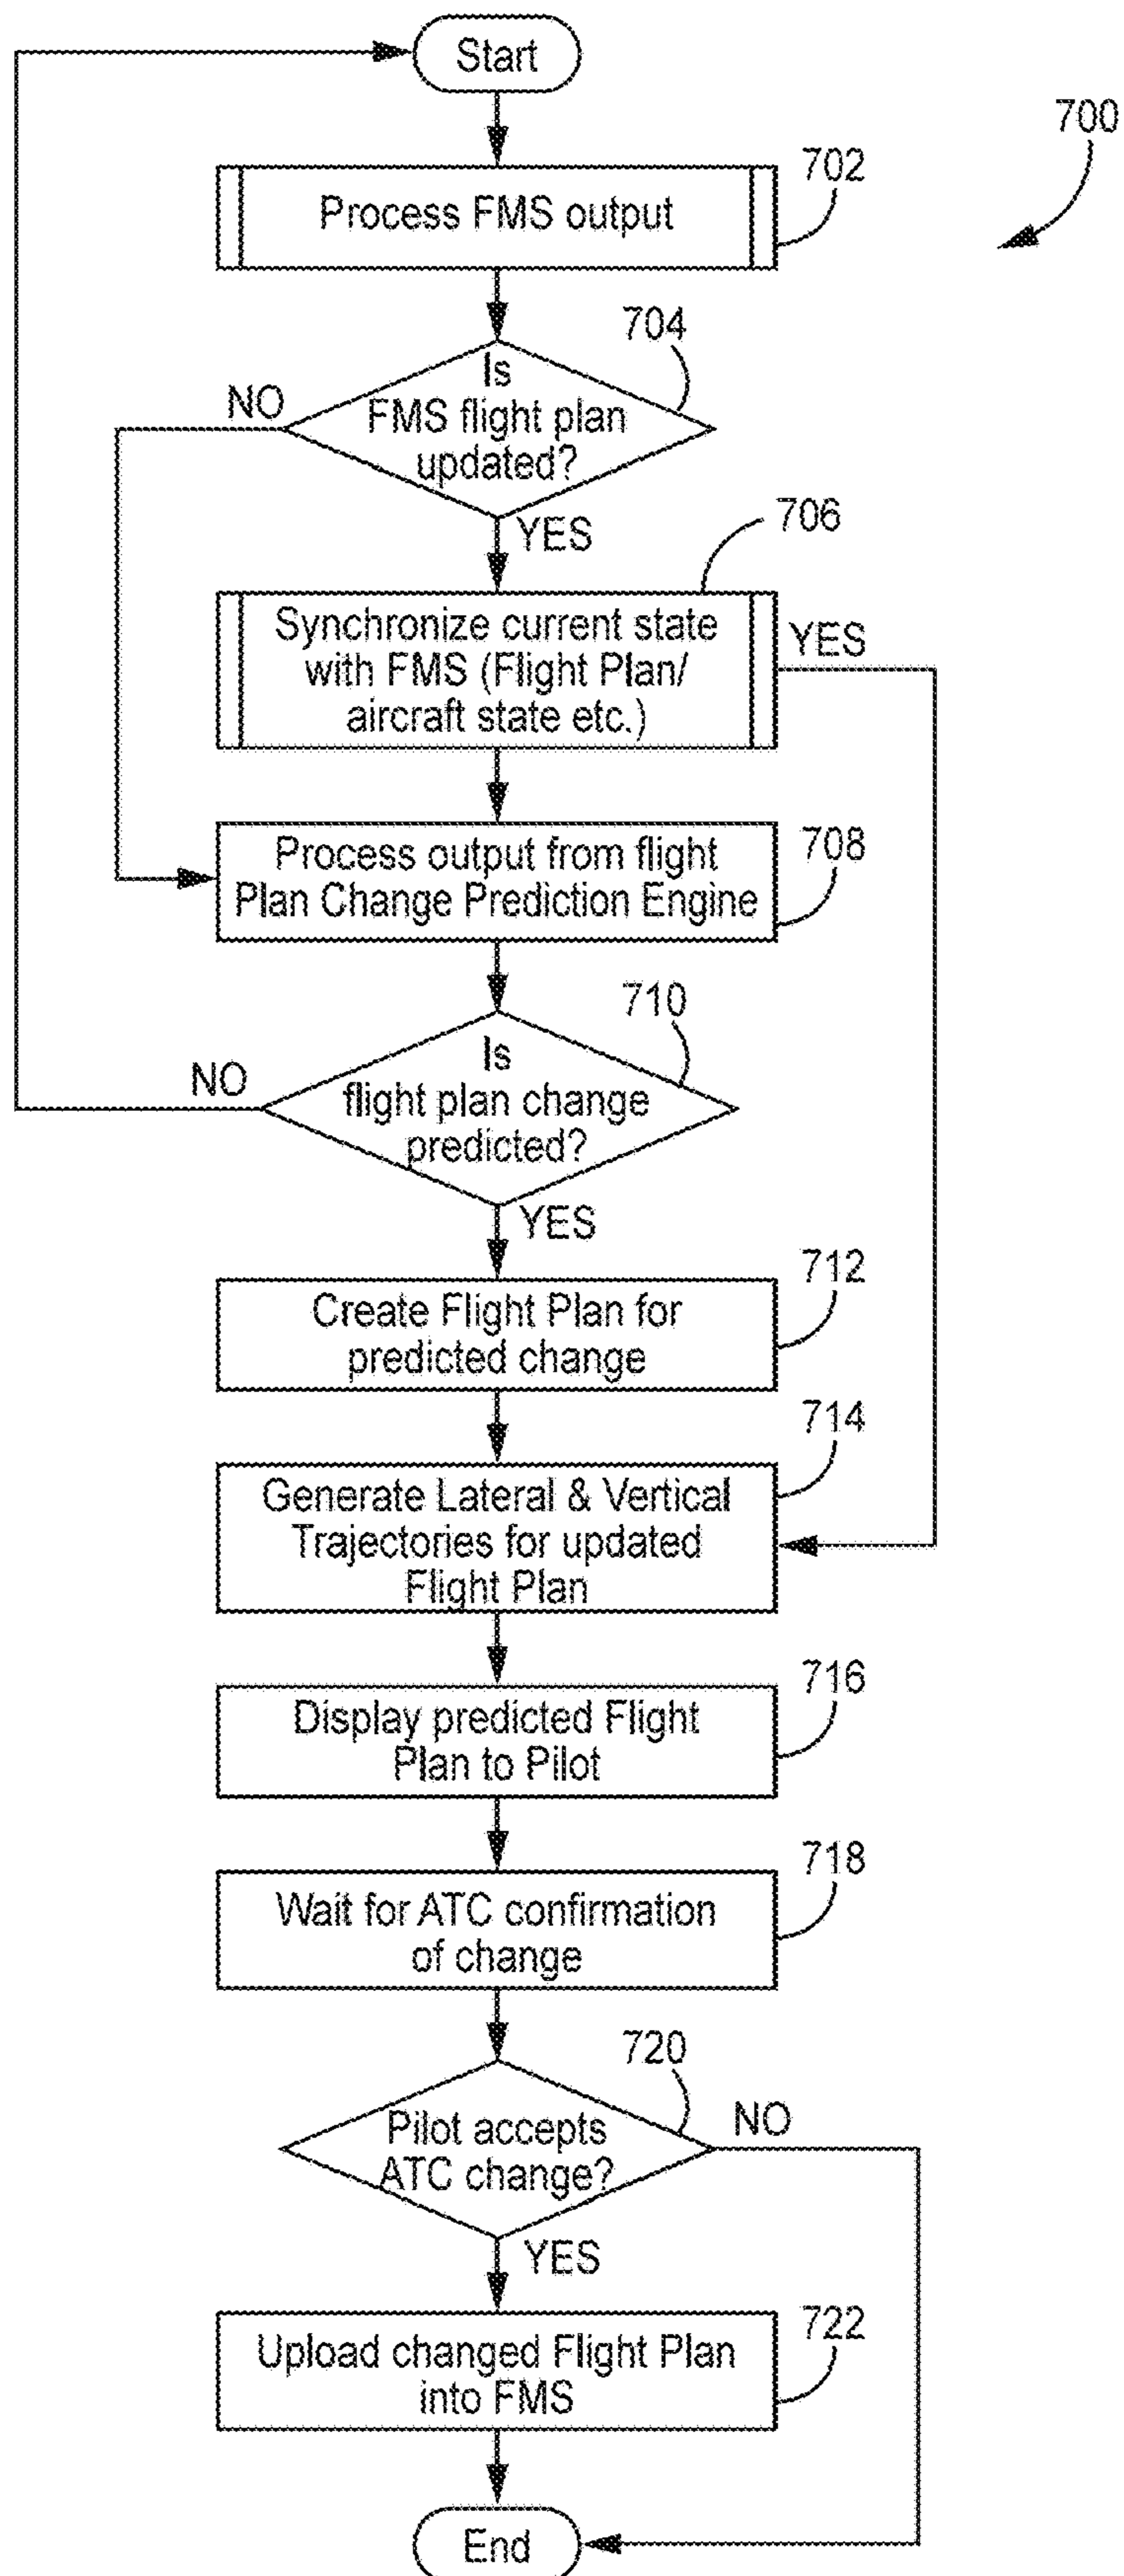 Start
700
702
Process FMS output
704
Is
FMS flight plan
updated?
NO
YES
706
Synchronize current state
with FMS (Flight Plan/
aircraft state etc.)
YES
708
Process output from flight
Plan Change Prediction Engine
710
Is
flight plan change
predicted?
NO
YES
712
Create Flight Plan for
predicted change
714
Generate Lateral & Vertical
Trajectories for updated
Flight Plan
716
Display predicted Flight
Plan to Pilot
718
Wait for ATC confirmation
of change
720
Pilot accepts
ATC change?
NO
YES
722
Upload changed Flight Plan
into FMS
End